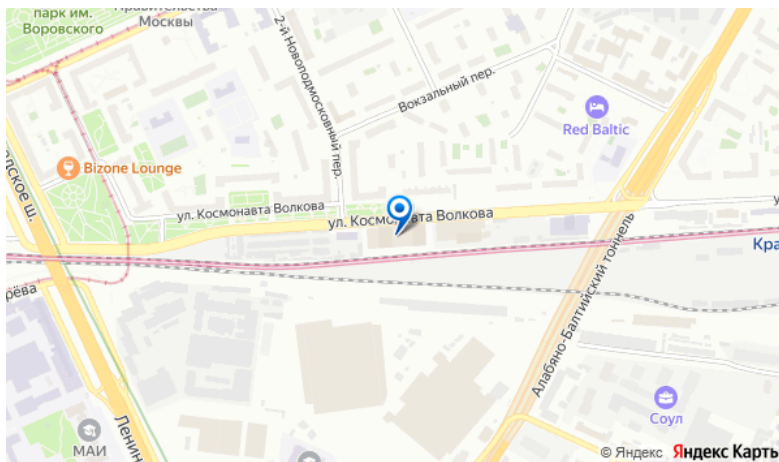 Правительства
парк им.
Воровского
Москвы
2-й Новоподмосковный пер.
Вокзальный пер.
Red Baltic
Bizone Lounge
ул. Космонавта Волкова
ул. Космонавта Волкова
Кра
Алабяно-Балтийский тоннель
Ленин
МАИ
Соул
© Яндекс Яндекс Карты